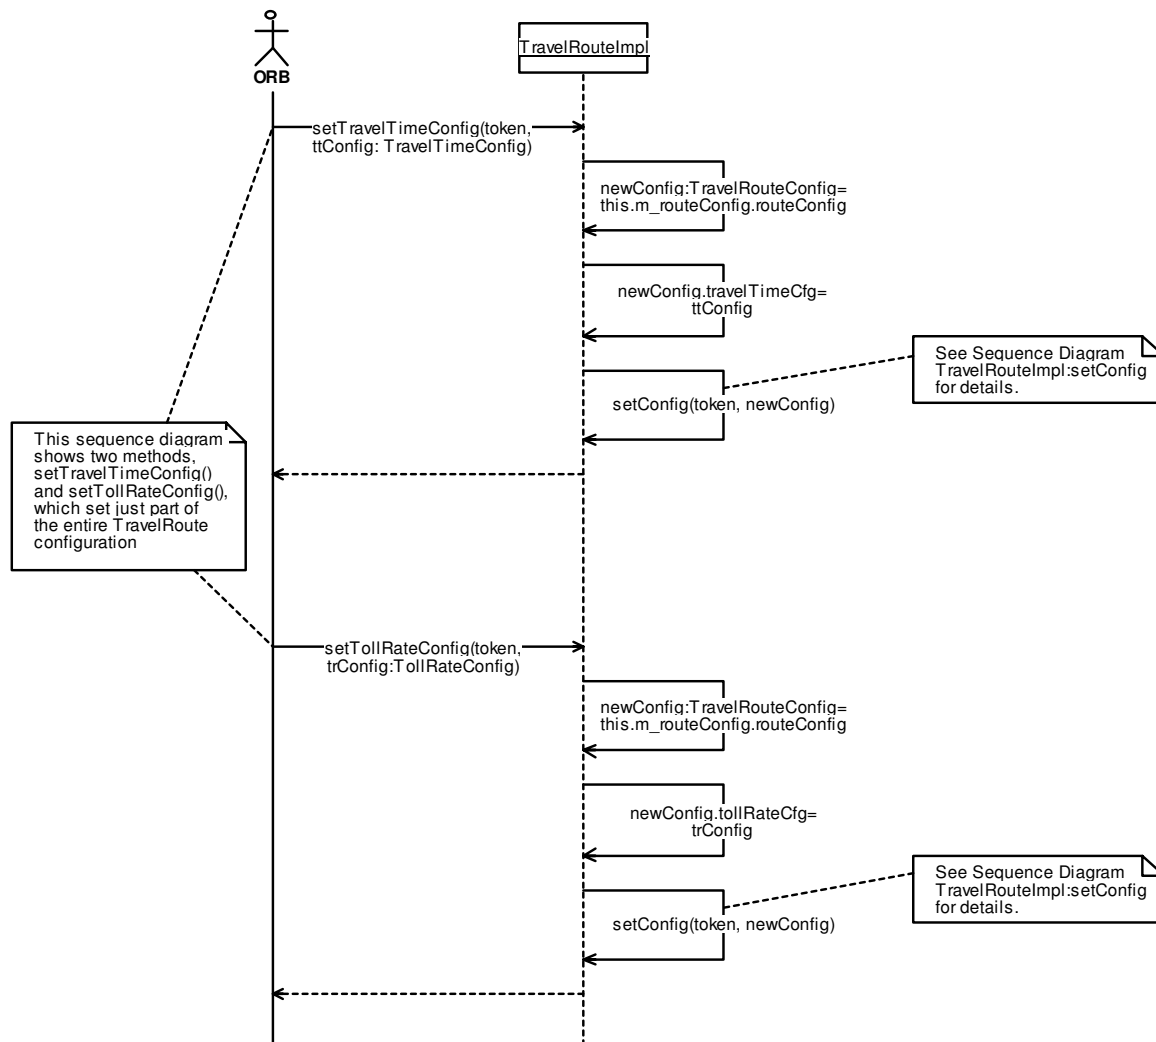 ORB
TravelRouteImpl
setTravelTimeConfig(token,
ttConfig: TravelTimeConfig)
newConfig:TravelRouteConfig=
this.m_routeConfig.routeConfig
newConfig.travelTimeCfg=
ttConfig
See Sequence Diagram
TravelRouteImpl:setConfig
for details.
setConfig(token, newConfig)
This sequence diagram
shows two methods,
setTravelTimeConfig()
and setTollRateConfig(),
which set just part of
the entire TravelRoute
configuration
setTollRateConfig(token,
trConfig:TollRateConfig)
newConfig:TravelRouteConfig=
this.m_routeConfig.routeConfig
newConfig.tollRateCfg=
trConfig
See Sequence Diagram
TravelRouteImpl:setConfig
for details.
setConfig(token, newConfig)